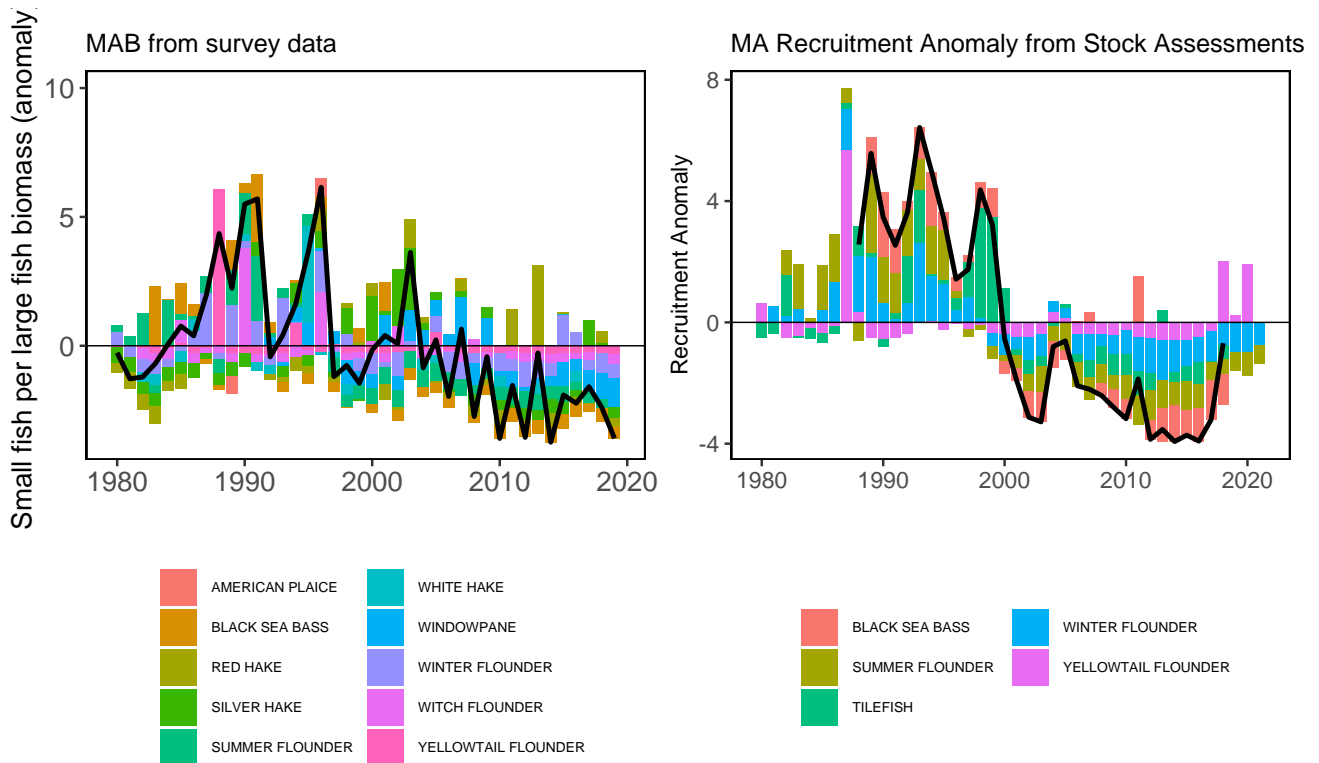 MAB from survey data
Small fish per large fish biomass (anomaly)
10
5
0
1980
1990
2000
2010
2020
MA Recruitment Anomaly from Stock Assessments
Recruitment Anomaly
8
4
0
-4
1980
1990
2000
2010
2020
AMERICAN PLAICE
BLACK SEA BASS
RED HAKE
SILVER HAKE
SUMMER FLOUNDER
WHITE HAKE
WINDOWPANE
WINTER FLOUNDER
WITCH FLOUNDER
YELLOWTAIL FLOUNDER
BLACK SEA BASS
SUMMER FLOUNDER
TILEFISH
WINTER FLOUNDER
YELLOWTAIL FLOUNDER